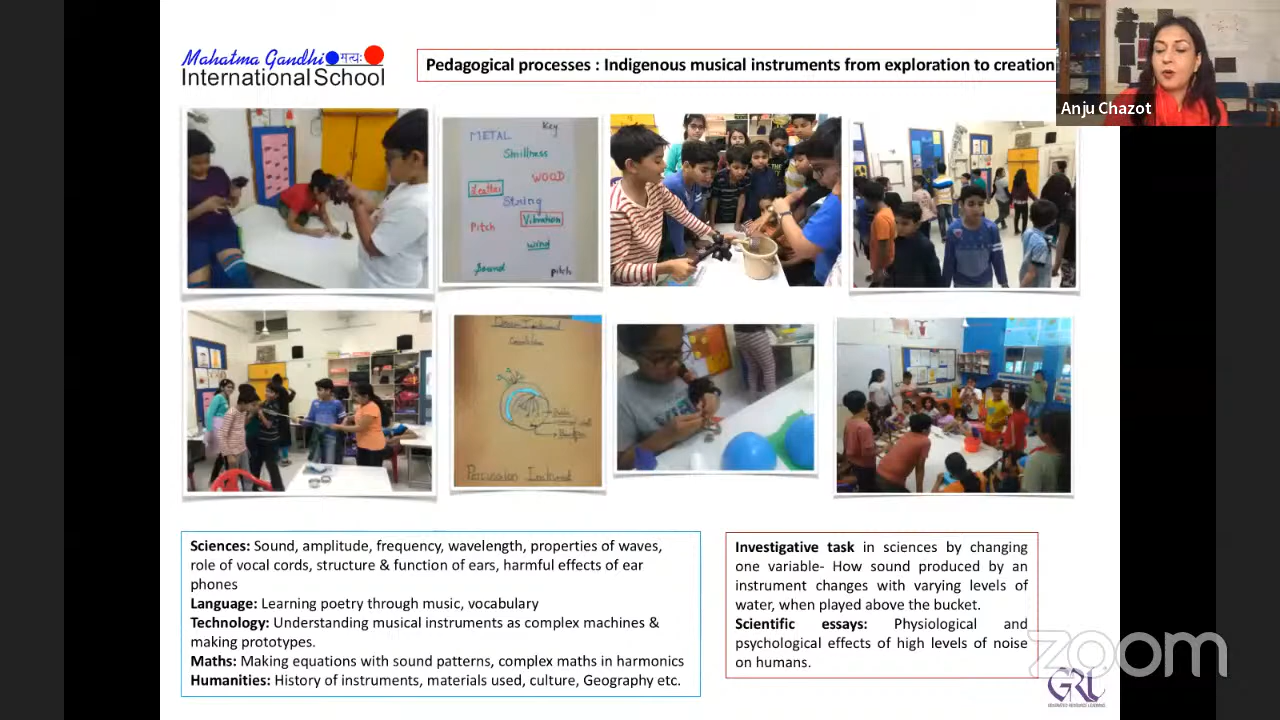 Mahatma Gandhi गत्यः
International School
Pedagogical processes : Indigenous musical instruments from exploration to creation
Anju Chazot
METAL
Key
Shrillness
WOOD
String
Pitch
Vibration
wind
Sound
pitch
Percussion Instrument
Sciences: Sound, amplitude, frequency, wavelength, properties of waves,
role of vocal cords, structure & function of ears, harmful effects of ear
phones
Language: Learning poetry through music, vocabulary
Technology: Understanding musical instruments as complex machines &
making prototypes.
Maths: Making equations with sound patterns, complex maths in harmonics
Humanities: History of instuments, materials used, culture, Geography etc.
Investigative task in sciences by changing
one variable- How sound produced by an
instrument changes with varying levels of
water, when played above the bucket.
Scientific essays: Physiological and
psychological effects of high levels of noise
on humans.
zoom
GRL